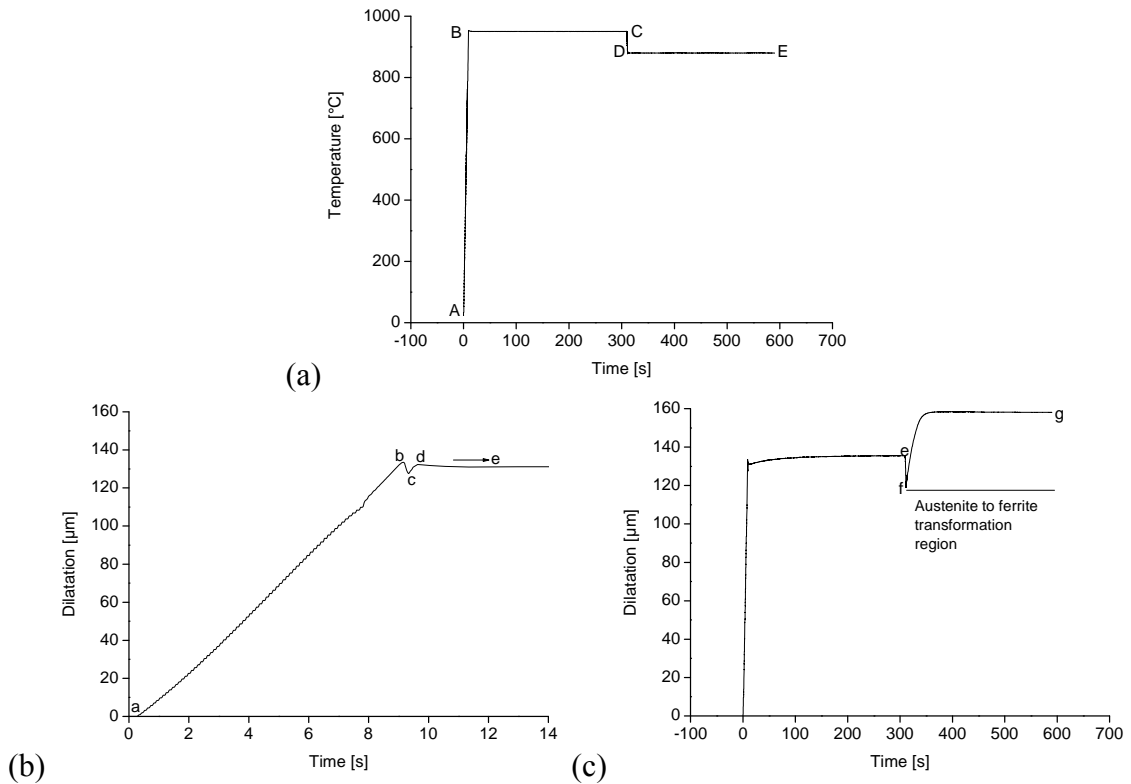 1000
800
600
400
200
0
Temperature [°C]
B
C
D
E
A
-100 0 100 200 300 400 500 600 700
Time [s]
(a)
160
140
120
100
80
60
40
20
0
Dilatation [µm]
a
b
c
d
e
0 2 4 6 8 10 12 14
Time [s]
(b)
160
140
120
100
80
60
40
20
0
Dilatation [µm]
e
f
g
Austenite to ferrite
transformation
region
-100 0 100 200 300 400 500 600 700
Time [s]
(c)